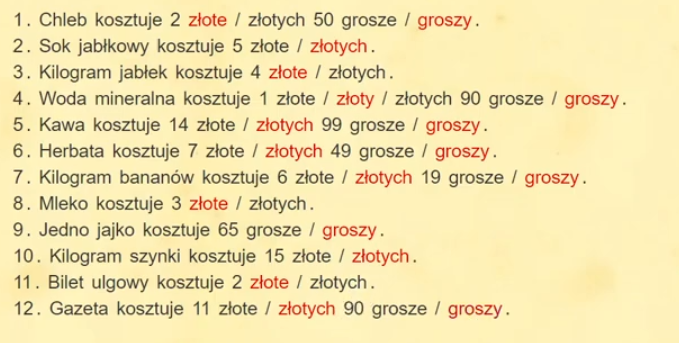 1. Chleb kosztuje 2 złote / złotych 50 grosze / groszy.
2. Sok jabłkowy kosztuje 5 złote / złotych.
3. Kilogram jabłek kosztuje 4 złote / złotych.
4. Woda mineralna kosztuje 1 złote / złoty / złotych 90 grosze / groszy.
5. Kawa kosztuje 14 złote / złotych 99 grosze / groszy.
6. Herbata kosztuje 7 złote / złotych 49 grosze / groszy.
7. Kilogram bananów kosztuje 6 złote / złotych 19 grosze / groszy.
8. Mleko kosztuje 3 złote / złotych.
9. Jedno jajko kosztuje 65 grosze / groszy.
10. Kilogram szynki kosztuje 15 złote / złotych.
11. Bilet ulgowy kosztuje 2 złote / złotych.
12. Gazeta kosztuje 11 złote / złotych 90 grosze / groszy.